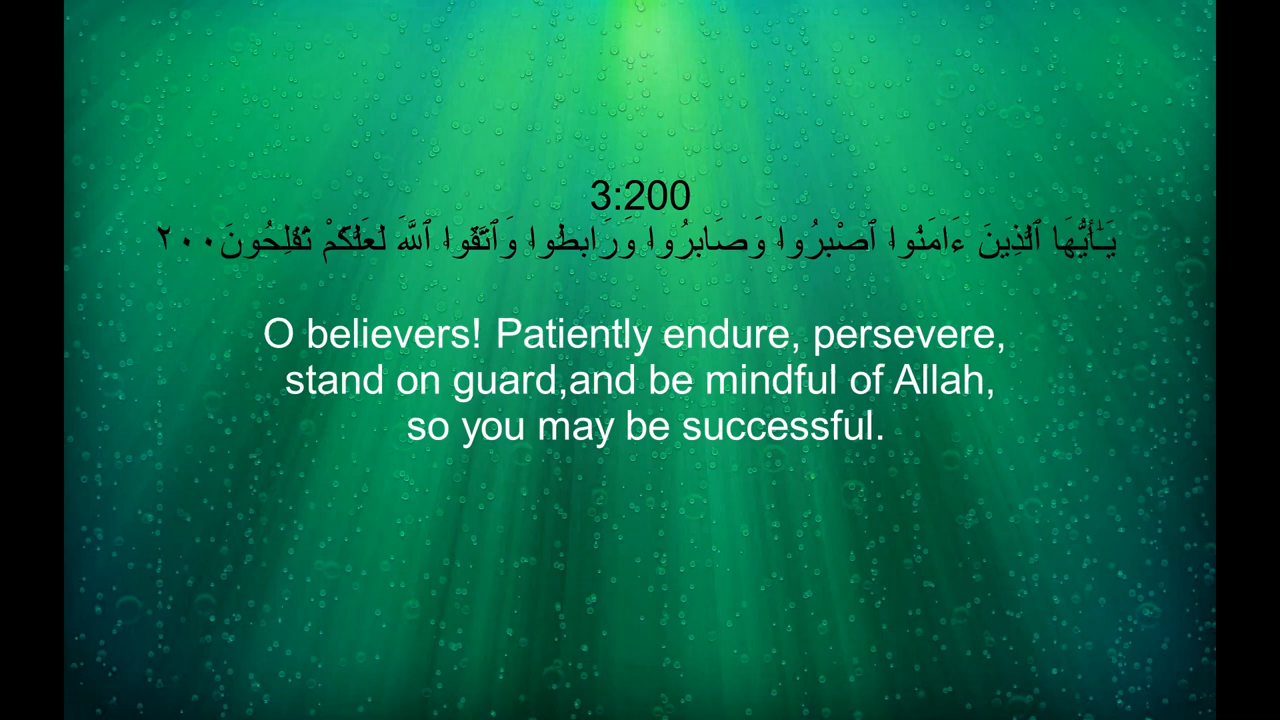 3:200
يَـٰٓأَيُّهَا ٱلَّذِينَ ءَامَنُوا۟ ٱصْبِرُوا۟ وَصَابِرُوا۟ وَرَابِطُوا۟ وَٱتَّقُوا۟ ٱللَّهَ لَعَلَّكُمْ تُفْلِحُونَ٢٠٠
O believers! Patiently endure, persevere,
stand on guard,and be mindful of Allah,
so you may be successful.